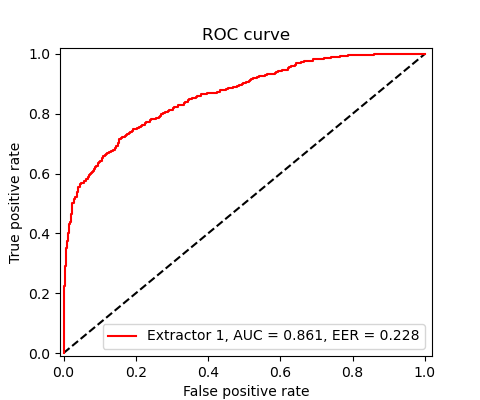 ROC curve
1.0
0.8
0.6
0.4
0.2
0.0
True positive rate
Extractor 1, AUC = 0.861, EER = 0.228
0.0 0.2 0.4 0.6 0.8 1.0
False positive rate